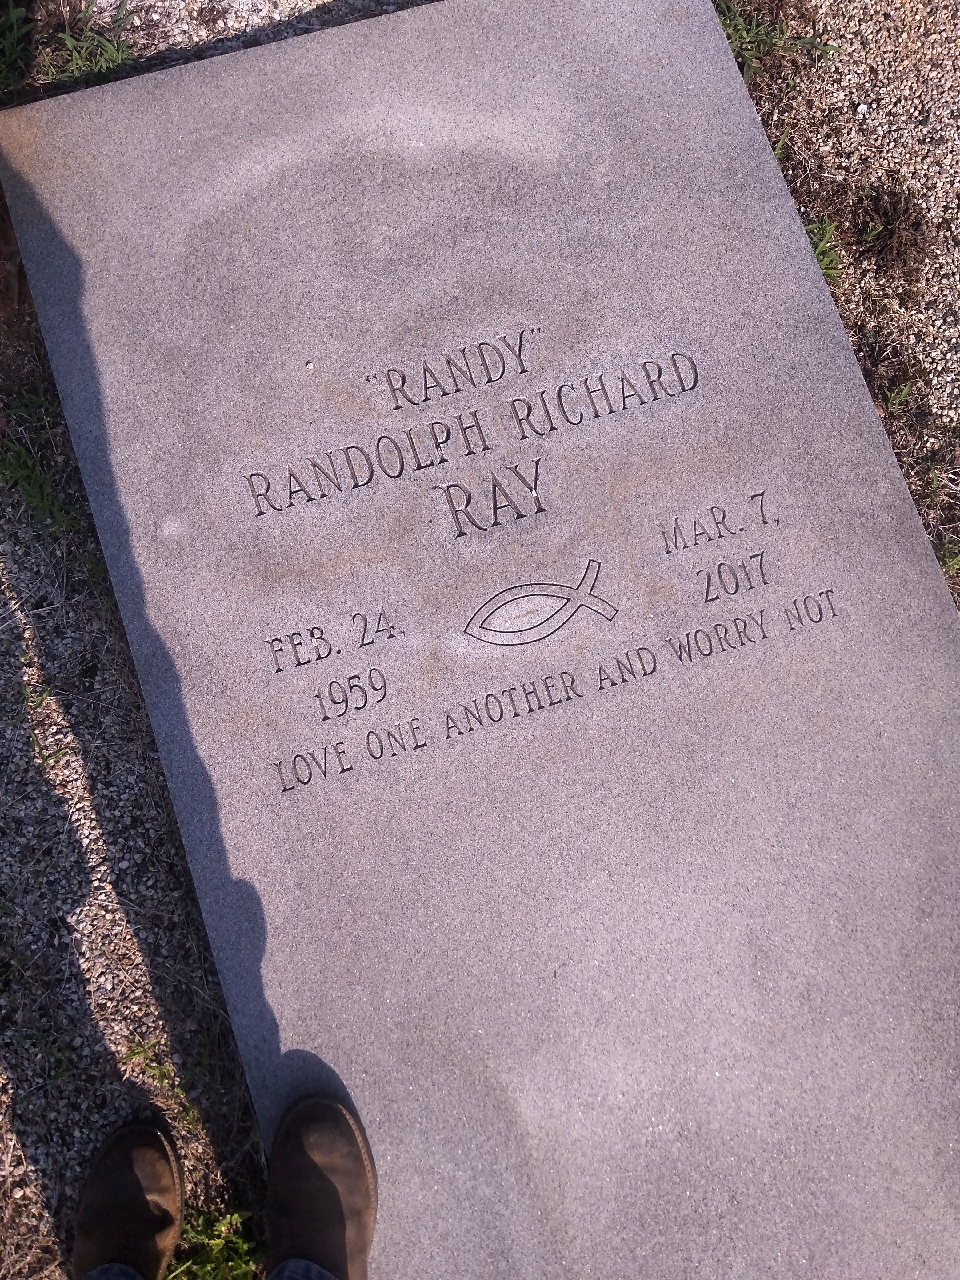 "RANDY"
RANDOLPH RICHARD
RAY
FEB. 24,
1959
MAR. 7,
2017
LOVE ONE ANOTHER AND WORRY NOT